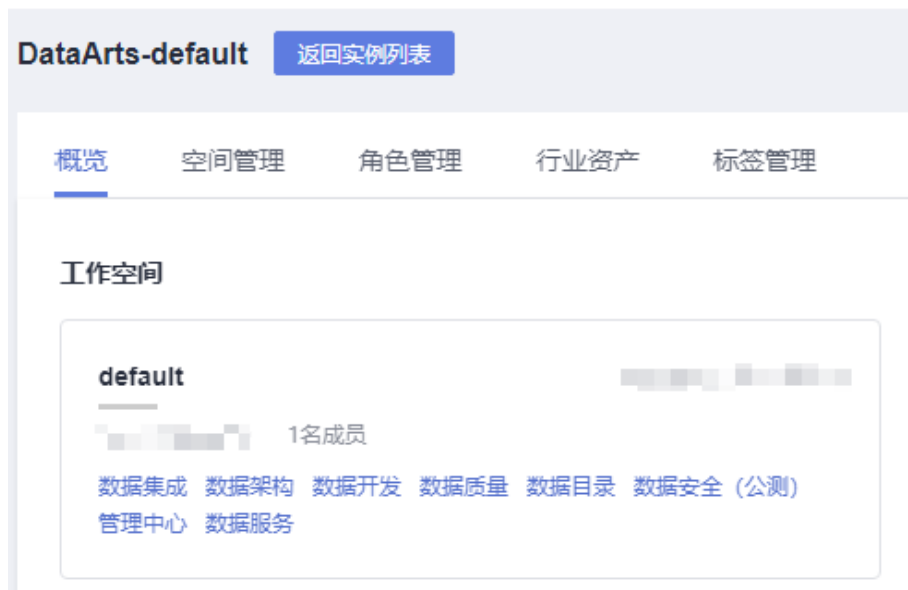 DataArts-default 返回实例列表
概览 空间管理 角色管理 行业资产 标签管理
工作空间
default
1名成员
数据集成 数据架构 数据开发 数据质量 数据目录 数据安全（公测）
管理中心 数据服务